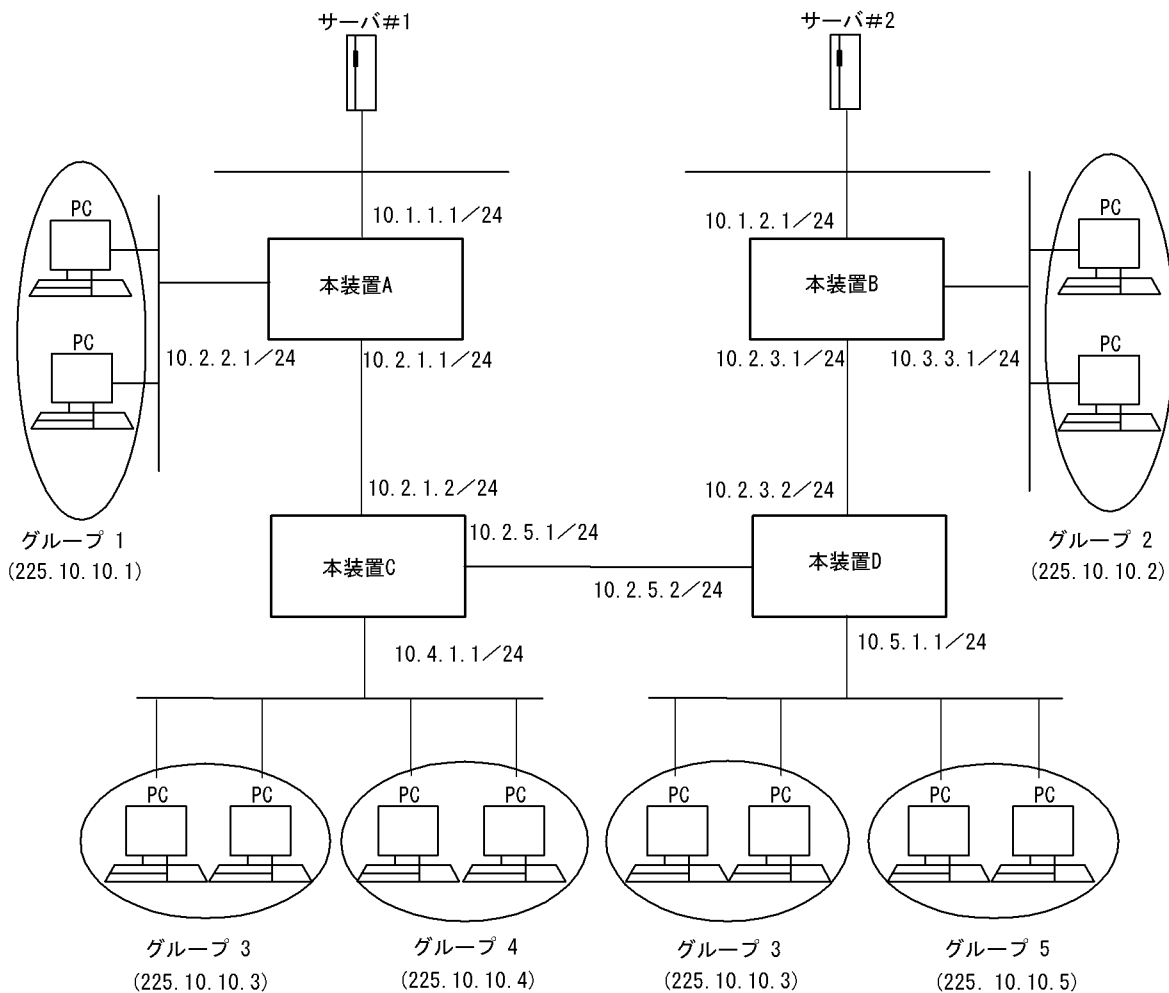 サーバ#1
サーバ#2
PC
10.1.1.1／24
10.1.2.1／24
PC
本装置A
本装置B
PC
10.2.2.1／24
10.2.1.1／24
10.2.3.1／24
10.3.3.1／24
PC
グループ 1
(225.10.10.1)
10.2.1.2／24
10.2.3.2／24
グループ 2
(225.10.10.2)
10.2.5.1／24
本装置C
本装置D
10.2.5.2／24
10.4.1.1／24
10.5.1.1／24
PC
PC
PC
PC
PC
PC
PC
PC
グループ 3
(225.10.10.3)
グループ 4
(225.10.10.4)
グループ 3
(225.10.10.3)
グループ 5
(225. 10.10.5)